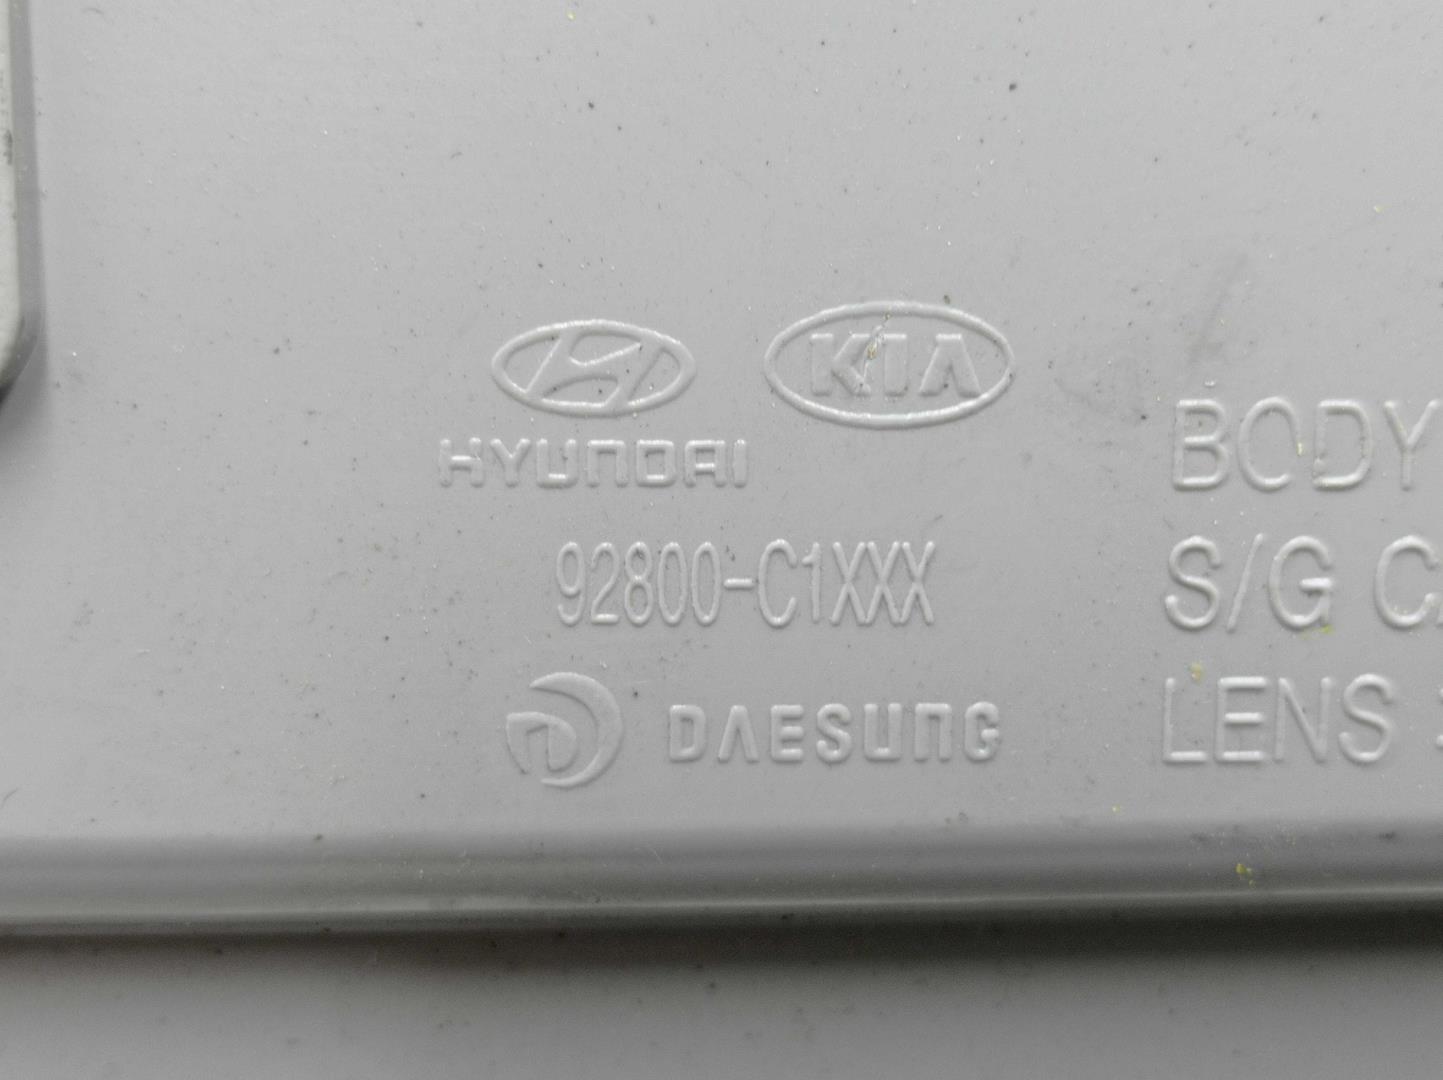 KIA
HYUNDAI
92800-C1XXX
DAESUNG
BODY
S/G
LENS